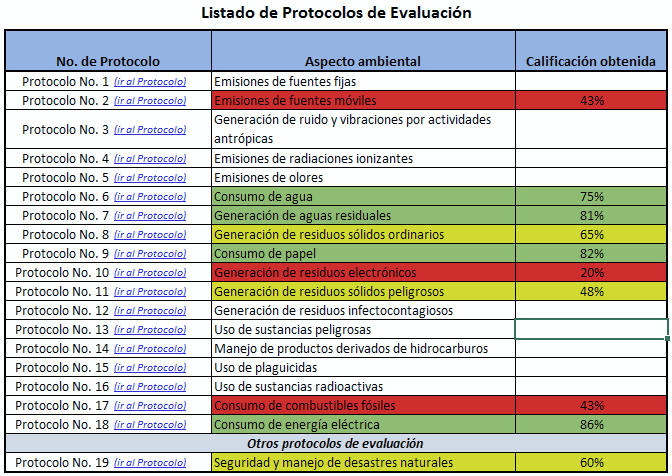 Listado de Protocolos de Evaluación
No. de Protocolo Aspecto ambiental Calificación obtenida
Protocolo No. 1 (ir al Protocolo) Emisiones de fuentes fijas
Protocolo No. 2 (ir al Protocolo) Emisiones de fuentes móviles 43%
Protocolo No. 3 (ir al Protocolo) Generación de ruido y vibraciones por actividades
antrópicas
Protocolo No. 4 (ir al Protocolo) Emisiones de radiaciones ionizantes
Protocolo No. 5 (ir al Protocolo) Emisiones de olores
Protocolo No. 6 (ir al Protocolo) Consumo de agua 75%
Protocolo No. 7 (ir al Protocolo) Generación de aguas residuales 81%
Protocolo No. 8 (ir al Protocolo) Generación de residuos sólidos ordinarios 65%
Protocolo No. 9 (ir al Protocolo) Consumo de papel 82%
Protocolo No. 10 (ir al Protocolo) Generación de residuos electrónicos 20%
Protocolo No. 11 (ir al Protocolo) Generación de residuos sólidos peligrosos 48%
Protocolo No. 12 (ir al Protocolo) Generación de residuos infectocontagiosos
Protocolo No. 13 (ir al Protocolo) Uso de sustancias peligrosas
Protocolo No. 14 (ir al Protocolo) Manejo de productos derivados de hidrocarburos
Protocolo No. 15 (ir al Protocolo) Uso de plaguicidas
Protocolo No. 16 (ir al Protocolo) Uso de sustancias radioactivas
Protocolo No. 17 (ir al Protocolo) Consumo de combustibles fósiles 43%
Protocolo No. 18 (ir al Protocolo) Consumo de energía eléctrica 86%
Otros protocolos de evaluación
Protocolo No. 19 (ir al Protocolo) Seguridad y manejo de desastres naturales 60%